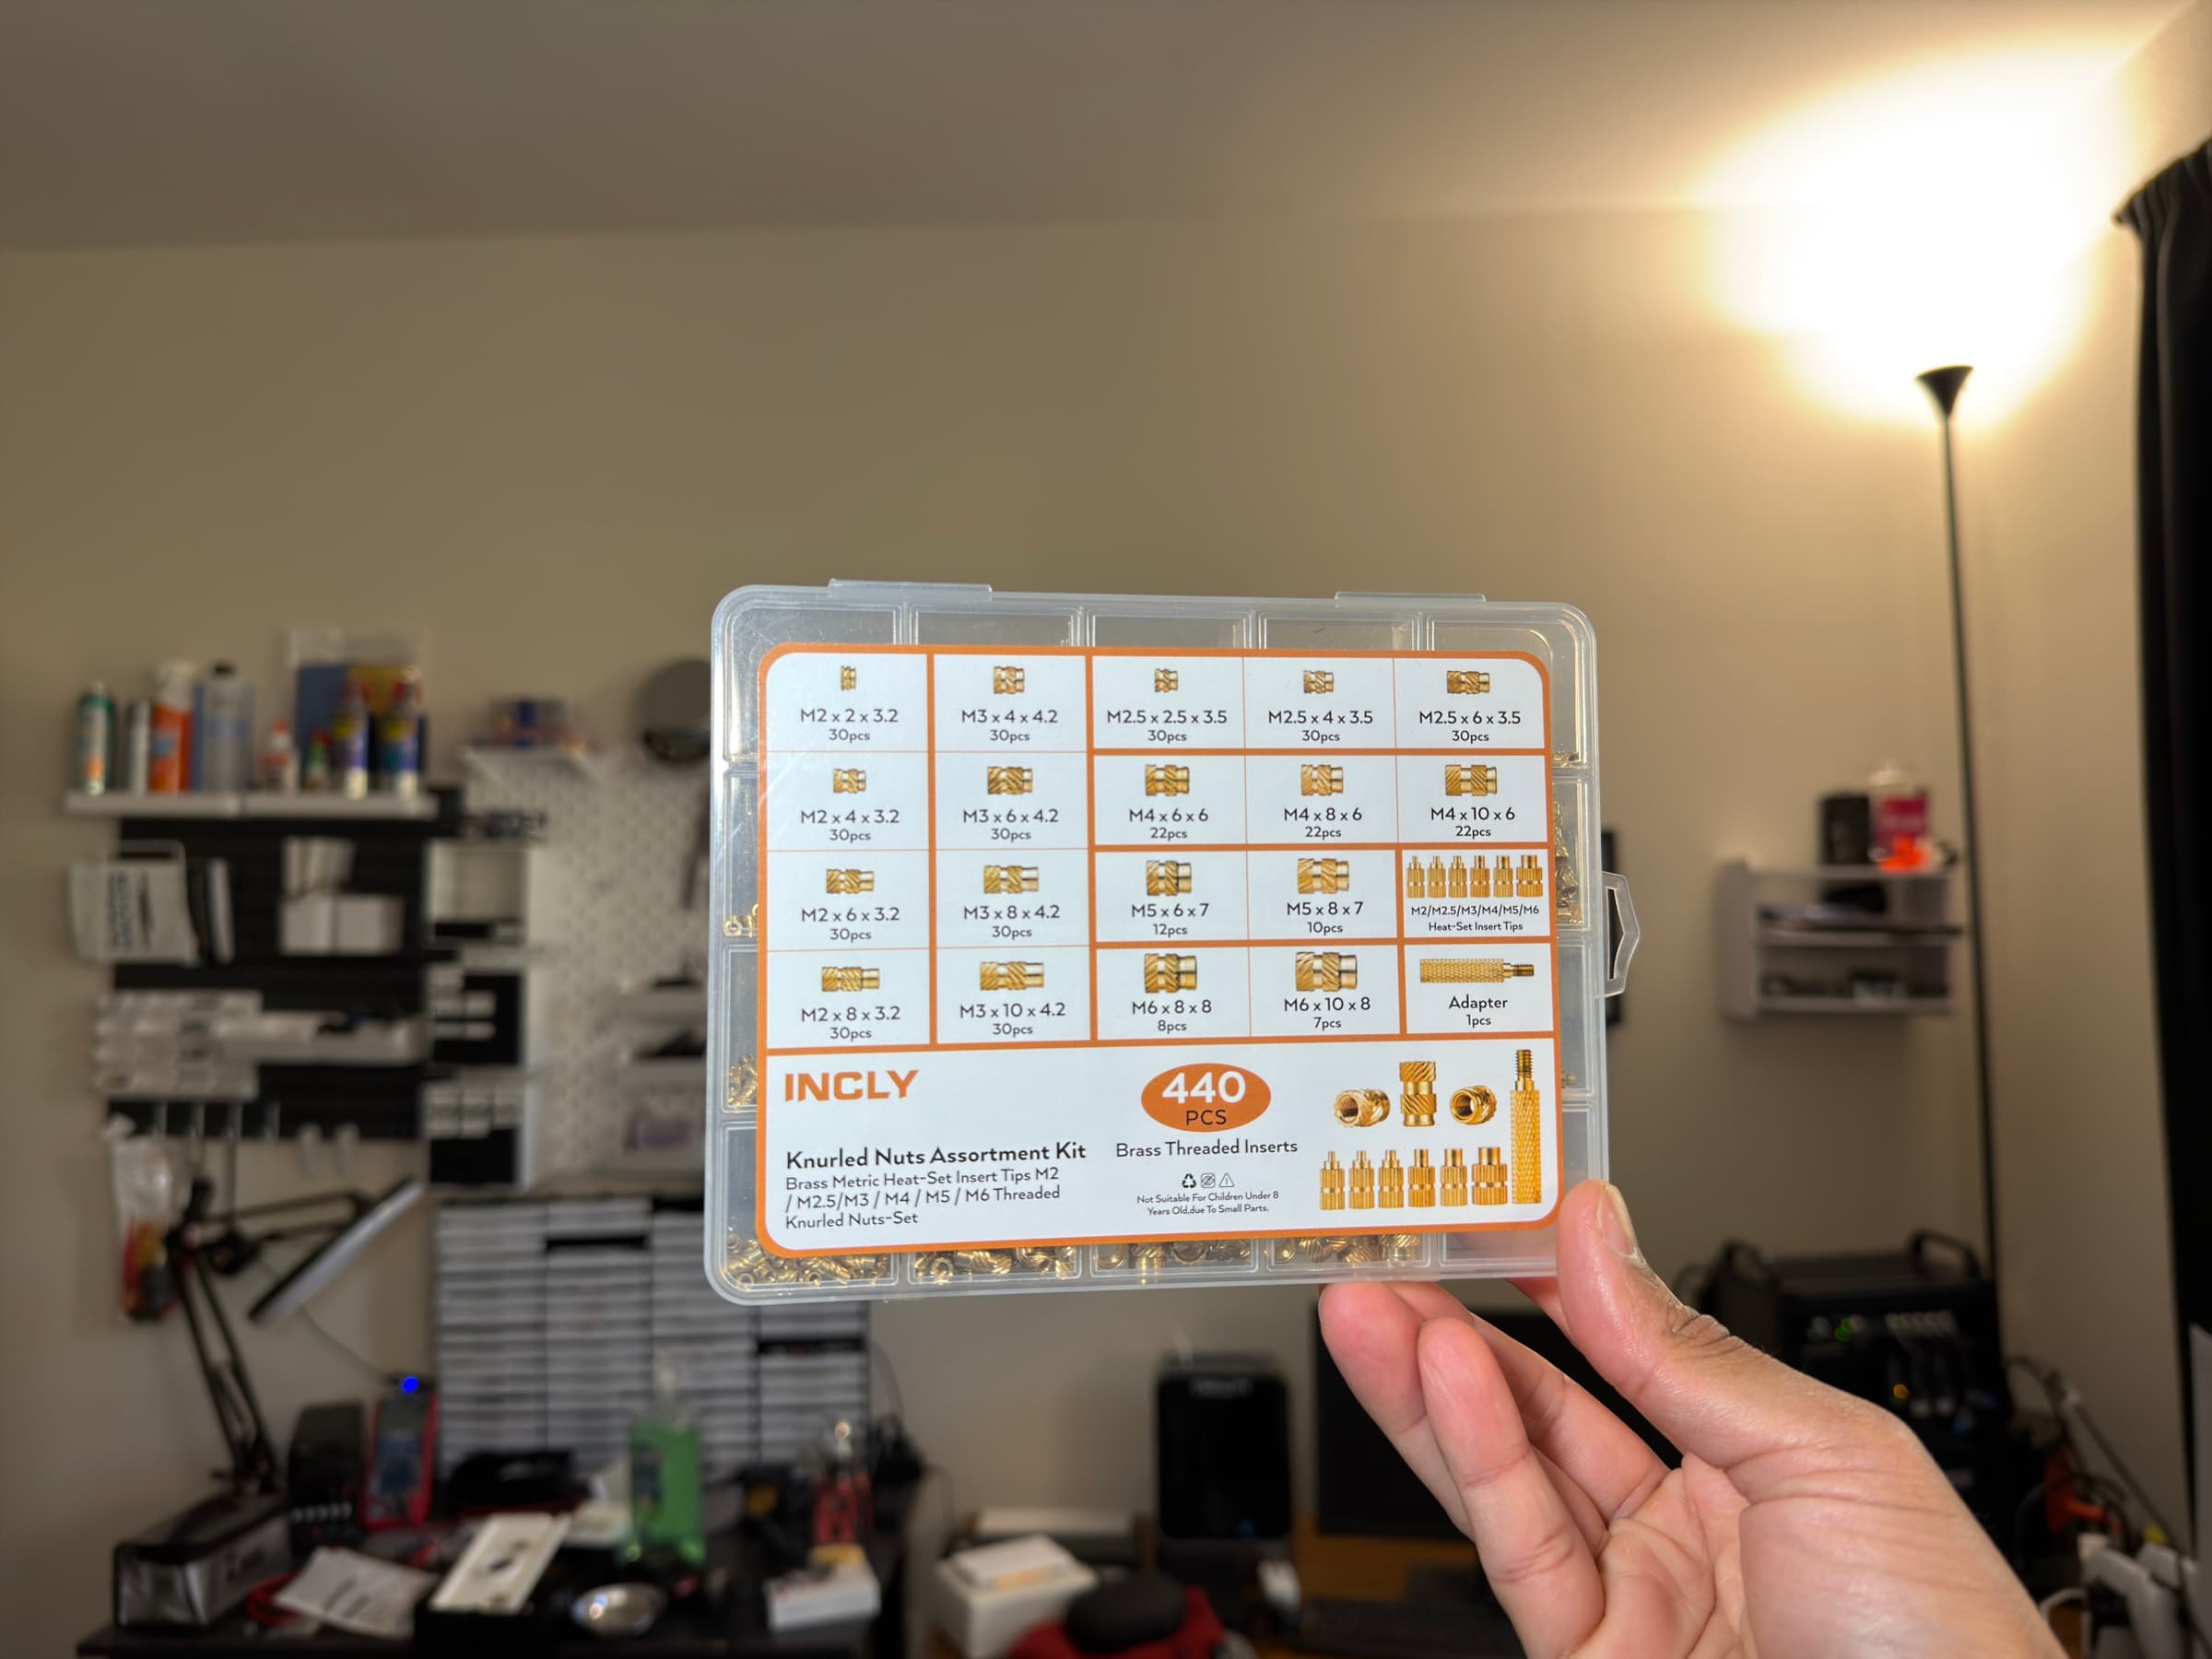 M2 x 2 x 3.2
30pcs
M3 x 4 x 4.2
30pcs
M2.5 x 2.5 x 3.5
30pcs
M2.5 x 4 x 3.5
30pcs
M2.5 x 6 x 3.5
30pcs
M2 x 4 x 3.2
30pcs
M3 x 6 x 4.2
30pcs
M4 x 6 x 6
22pcs
M4 x 8 x 6
22pcs
M4 x 10 x 6
22pcs
M2 x 6 x 3.2
30pcs
M3 x 8 x 4.2
30pcs
M5 x 6 x 7
12pcs
M5 x 8 x 7
10pcs
M2/M2.5/M3/M4/M5/M6
Heat-Set Insert Tips
M2 x 8 x 3.2
30pcs
M3 x 10 x 4.2
30pcs
M6 x 8 x 8
8pcs
M6 x 10 x 8
7pcs
Adapter
1pcs
INCLY
Knurled Nuts Assortment Kit
Brass Metric Heat-Set Insert Tips M2
/ M2.5/M3 / M4 / M5 / M6 Threaded
Knurled Nuts-Set
440
PCS
Brass Threaded Inserts
Not Suitable For Children Under 8
Years Old,due To Small Parts.